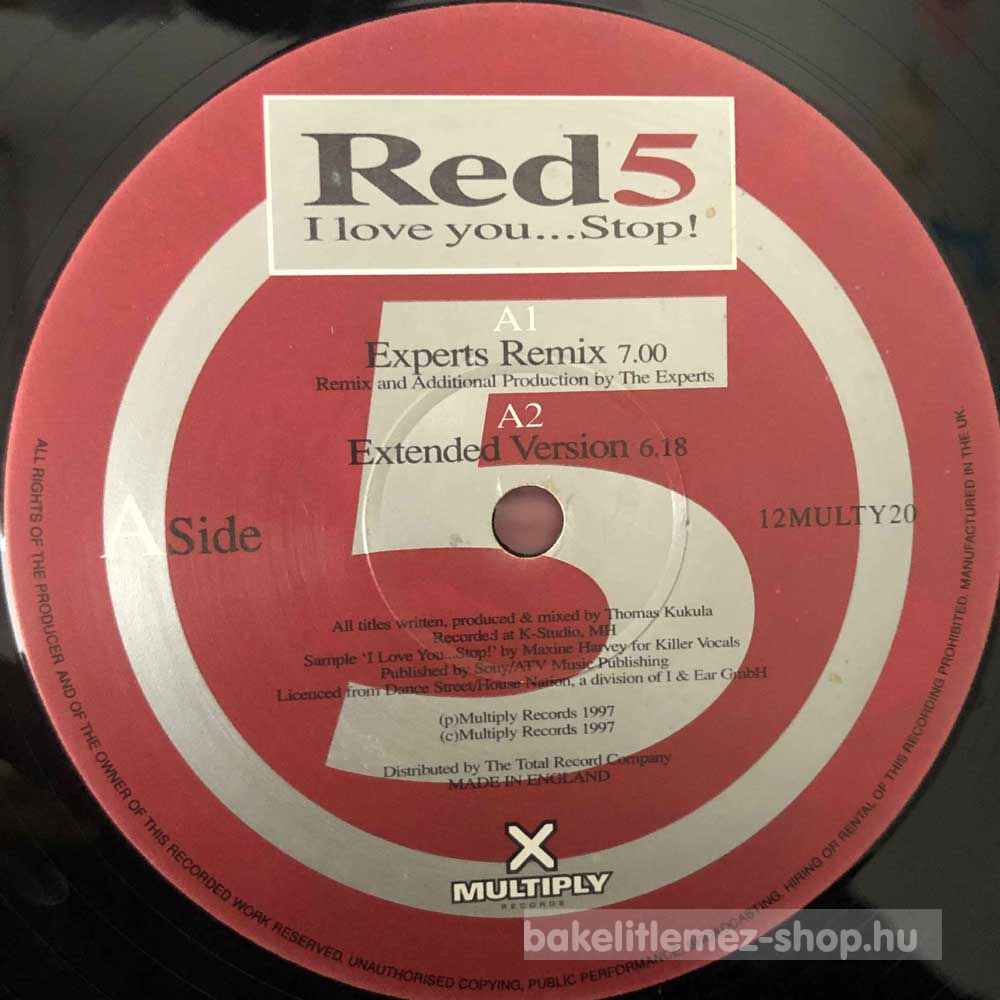 Red5
I love you...Stop!
A1
Experts Remix 7.00
Remix and Additional Production by The Experts
A2
Extended Version 6.18
A Side
12MULTY20
5
All titles written, produced & mixed by Thomas Kukula
Recorded at K-Studio, MH
Sample 'I Love You...Stop!' by Maxine Harvey for Killer Vocals
Published by Sony/ATV Music Publishing
Licenced from Dance Street/House Nation, a division of I & Ear GmbH
(p)Multiply Records 1997
(c)Multiply Records 1997
Distributed by The Total Record Company
MADE IN ENGLAND
X
MULTIPLY
RECORDS
ALL RIGHTS OF THE PRODUCER AND OF THE OWNER OF THIS RECORDED WORK RESERVED. UNAUTHORISED COPYING, PUBLIC PERFORMANCE, BROADCASTING, HIRING OR RENTAL OF THIS RECORDING PROHIBITED. MANUFACTURED IN THE UK.
bakelitlemez-shop.hu